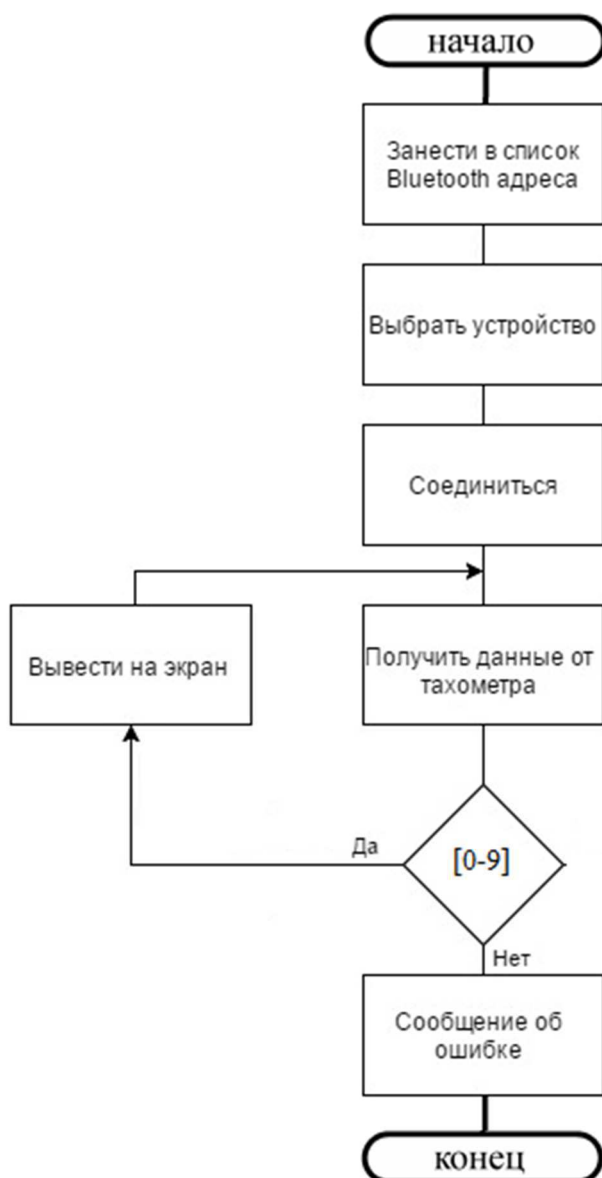 начало
Занести в список
Bluetooth адреса
Выбрать устройство
Соединиться
Вывести на экран
Получить данные от
тахометра
Да
[0-9]
Нет
Сообщение об
ошибке
конец